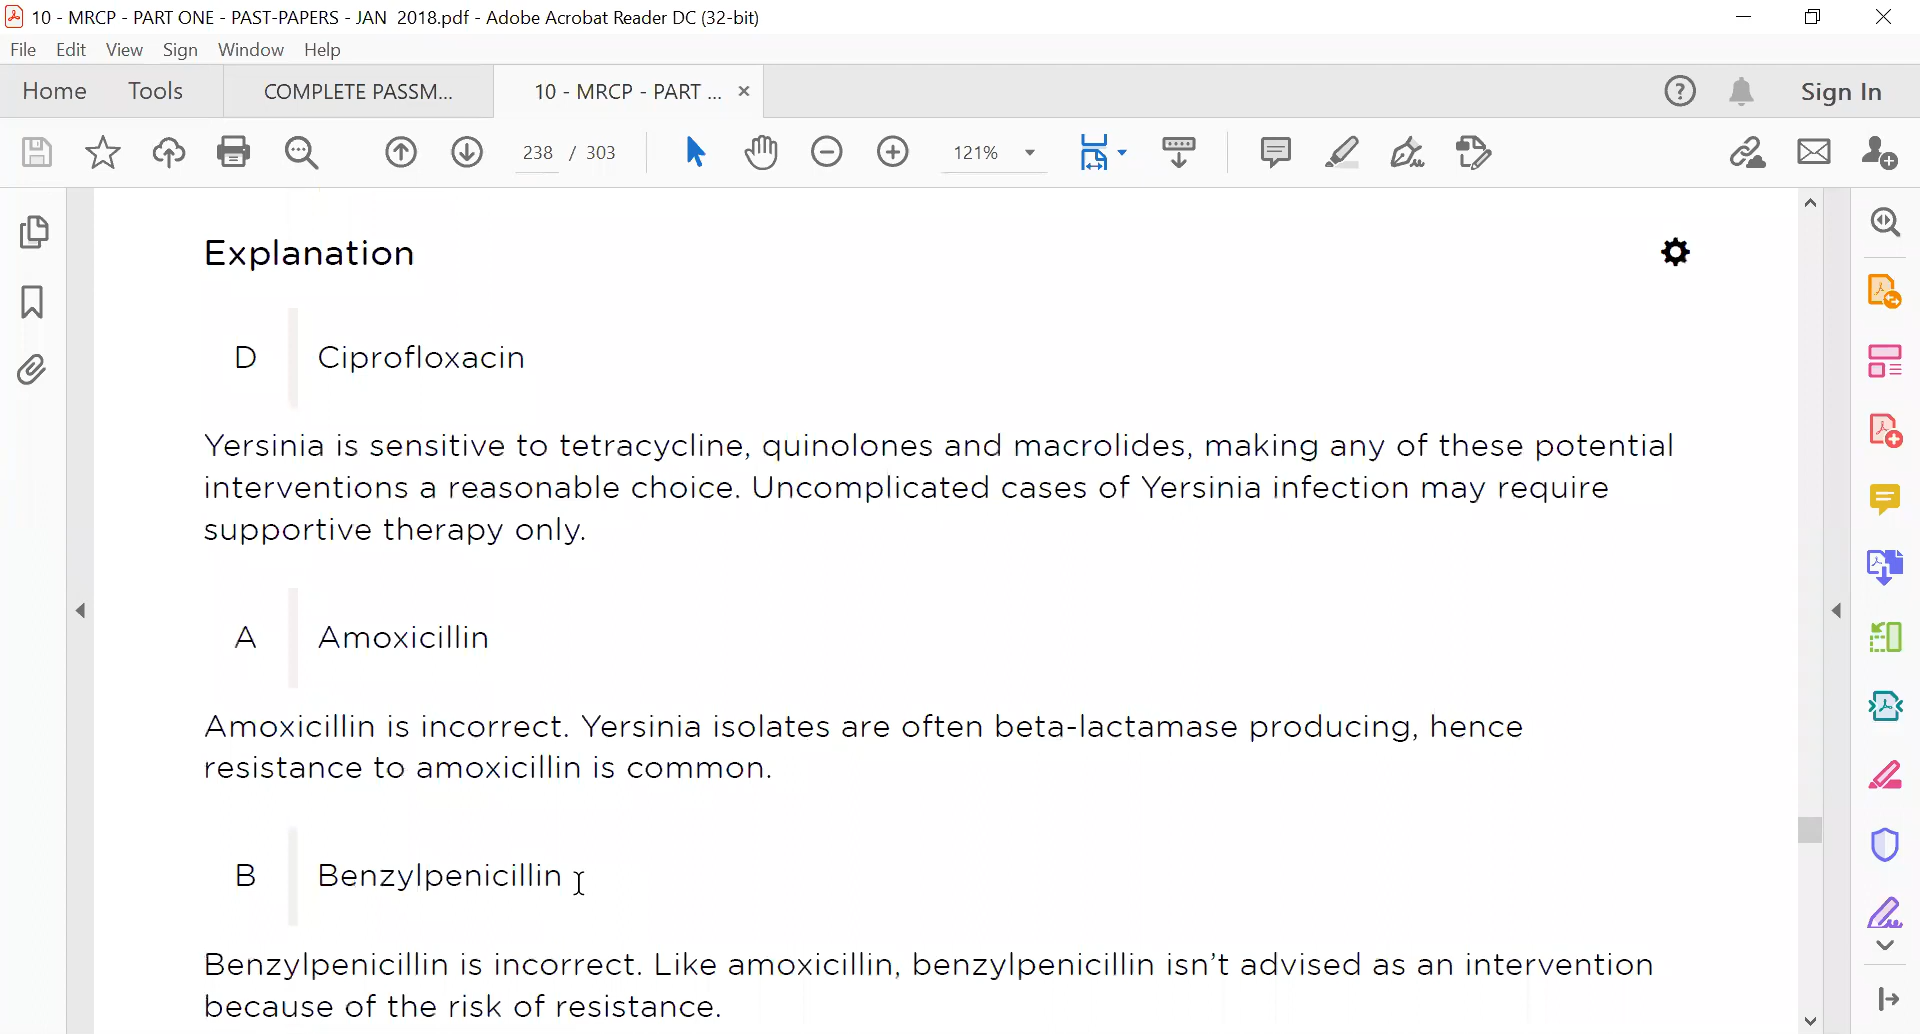 10 - MRCP - PART ONE - PAST-PAPERS - JAN 2018.pdf - Adobe Acrobat Reader DC (32-bit)
File Edit View Sign Window Help
Home Tools COMPLETE PASSM... 10 - MRCP - PART ... × Sign In
238 / 303 121%
Explanation
D Ciprofloxacin
Yersinia is sensitive to tetracycline, quinolones and macrolides, making any of these potential
interventions a reasonable choice. Uncomplicated cases of Yersinia infection may require
supportive therapy only.
A Amoxicillin
Amoxicillin is incorrect. Yersinia isolates are often beta-lactamase producing, hence
resistance to amoxicillin is common.
B Benzylpenicillin
Benzylpenicillin is incorrect. Like amoxicillin, benzylpenicillin isn't advised as an intervention
because of the risk of resistance.